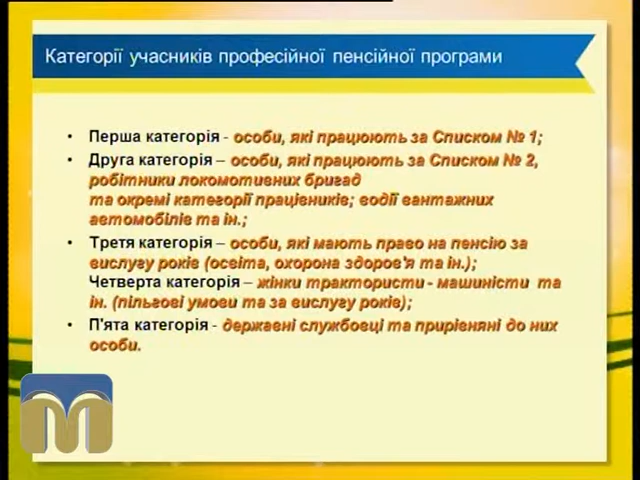 Категорії учасників професійної пенсійної програми
• Перша категорія - особи, які працюють за Списком № 1;
• Друга категорія – особи, які працюють за Списком № 2,
робітники локомотивних бригад
та окремі категорії працівників; водії вантажних
автомобілів та ін.;
• Третя категорія – особи, які мають право на пенсію за
вислугу років (освіта, охорона здоров'я та ін.);
Четверта категорія – жінки трактористи - машиністи та
ін. (пільгові умови та за вислугу років);
• П'ята категорія - державні службовці та прирівняні до них
особи.